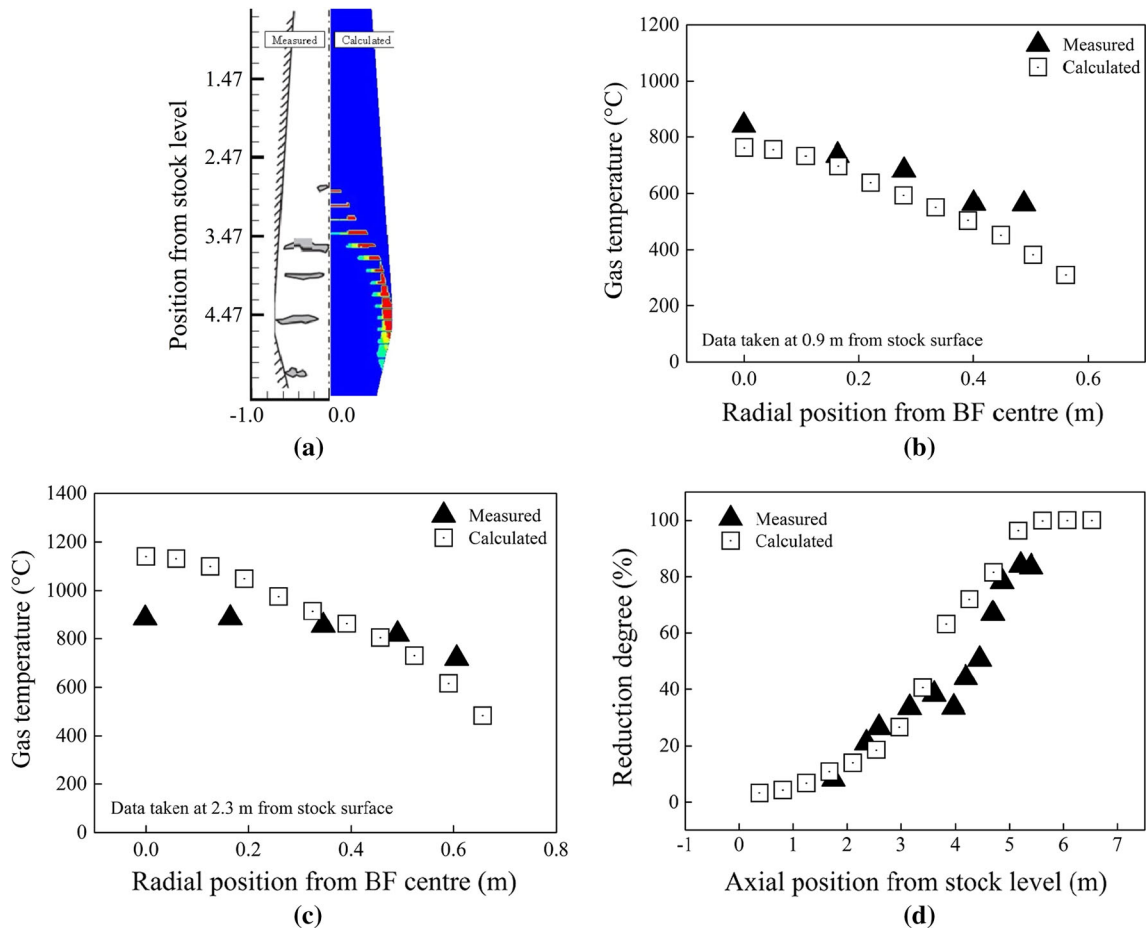 Measured
Calculated
1.47
2.47
3.47
4.47
Position from stock level
-1.0
0.0
(a)
1200
1000
800
600
400
200
0
Gas temperature (°C)
Measured
Calculated
Data taken at 0.9 m from stock surface
0.0
0.2
0.4
0.6
Radial position from BF centre (m)
(b)
1400
1200
1000
800
600
400
200
0
Gas temperature (°C)
Measured
Calculated
Data taken at 2.3 m from stock surface
0.0
0.2
0.4
0.6
0.8
Radial position from BF centre (m)
(c)
100
80
60
40
20
0
Reduction degree (%)
Measured
Calculated
-1
0
1
2
3
4
5
6
7
Axial position from stock level (m)
(d)